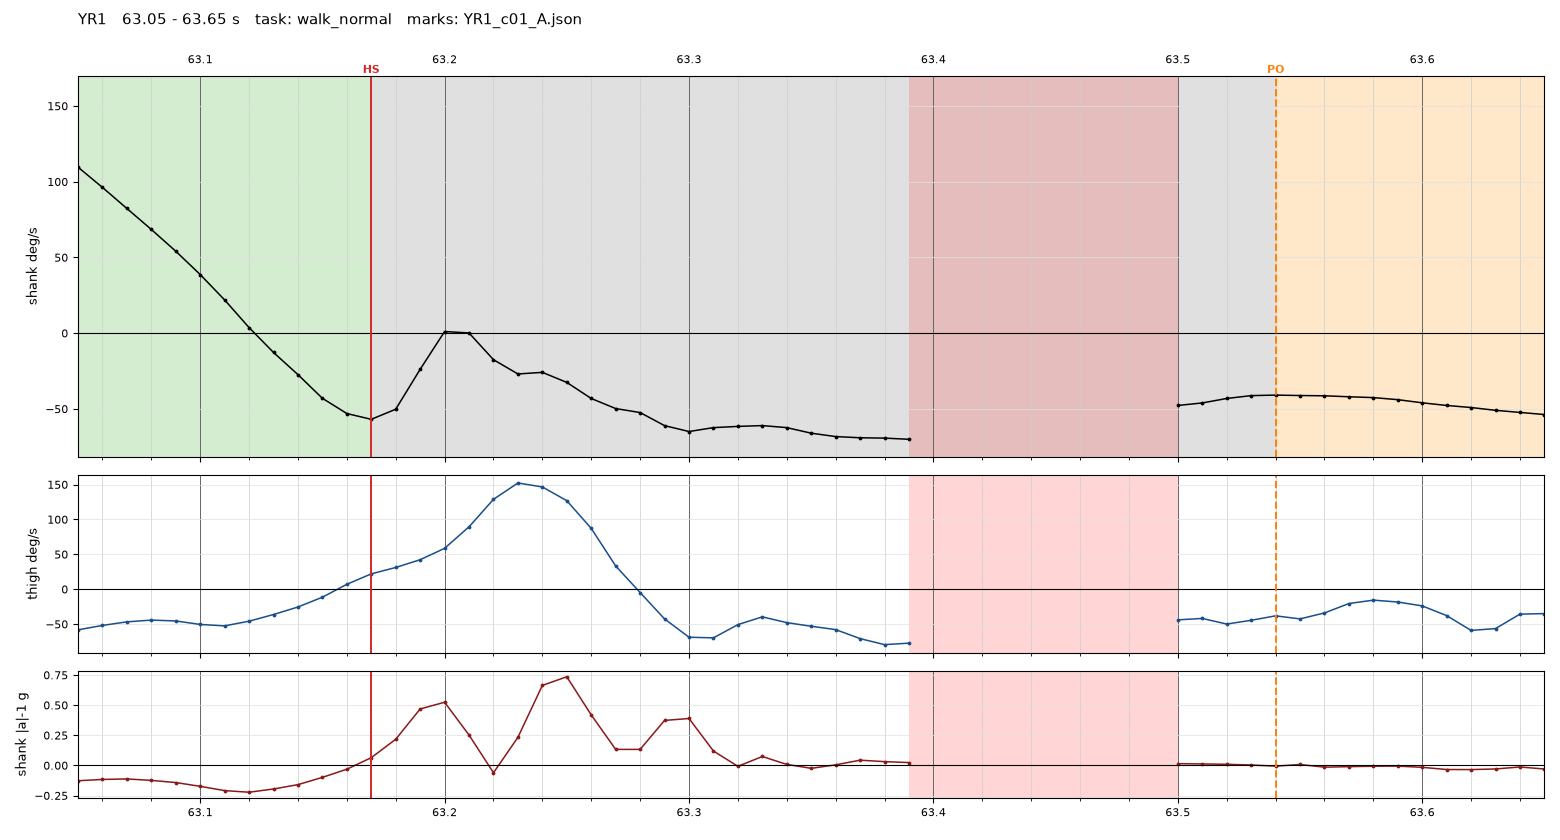 YR1   63.05 - 63.65 s   task: walk_normal   marks: YR1_c01_A.json
63.1 63.2 63.3 63.4 63.5 63.6
HS PO
150
100
50
0
−50
shank deg/s
150
100
50
0
−50
thigh deg/s
0.75
0.50
0.25
0.00
−0.25
shank |a|-1 g
63.1 63.2 63.3 63.4 63.5 63.6